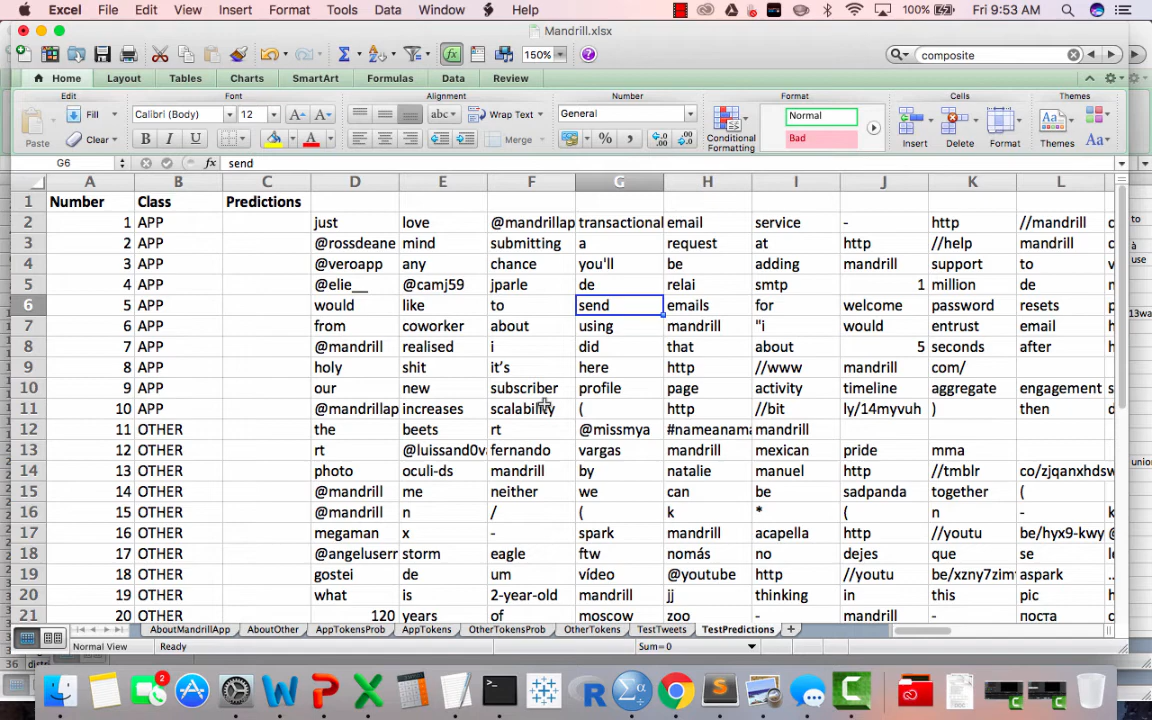 Excel File Edit View Insert Format Tools Data Window Help 100% Fri 9:53 AM
Mandrill.xlsx
150% composite
Home Layout Tables Charts SmartArt Formulas Data Review
Edit Font Alignment Number Format Cells Themes
Fill Calibri (Body) 12 abc Wrap Text General Normal
Paste Clear B I U Merge % Conditional Formatting Bad Insert Delete Format Themes
G6 fx send
A B C D E F G H I J K L
1 Number Class Predictions
2 1 APP just love @mandrillap transactional email service - http //mandrill
3 2 APP @rossdeane mind submitting a request at http //help mandrill
4 3 APP @veroapp any chance you'll be adding mandrill support to
5 4 APP @elie__ @camj59 jparle de relai smtp 1 million de
6 5 APP would like to send emails for welcome password resets
7 6 APP from coworker about using mandrill "i would entrust email
8 7 APP @mandrill realised i did that about 5 seconds after
9 8 APP holy shit it's here http //www mandrill com/
10 9 APP our new subscriber profile page activity timeline aggregate engagement
11 10 APP @mandrillap increases scalability ( http //bit ly/14myvuh ) then
12 11 OTHER the beets rt @missmya #nameanama mandrill
13 12 OTHER rt @luissand0va fernando vargas mandrill mexican pride mma
14 13 OTHER photo oculi-ds mandrill by natalie manuel http //tmblr co/zjqanxhdsw
15 14 OTHER @mandrill me neither we can be sadpanda together (
16 15 OTHER @mandrill n / ( k * ( n -
17 16 OTHER megaman x - spark mandrill acapella http //youtu be/hyx9-kwy
18 17 OTHER @angeluserr storm eagle ftw nomás no dejes que se
19 18 OTHER gostei de um vídeo @youtube http //youtu be/xzny7zim aspark
20 19 OTHER what is 2-year-old mandrill jj thinking in this pic
21 20 OTHER 120 years of moscow zoo - mandrill - поста
AboutMandrillApp AboutOther AppTokensProb AppTokens OtherTokensProb OtherTokens TestTweets TestPredictions
Normal View Ready Sum=0